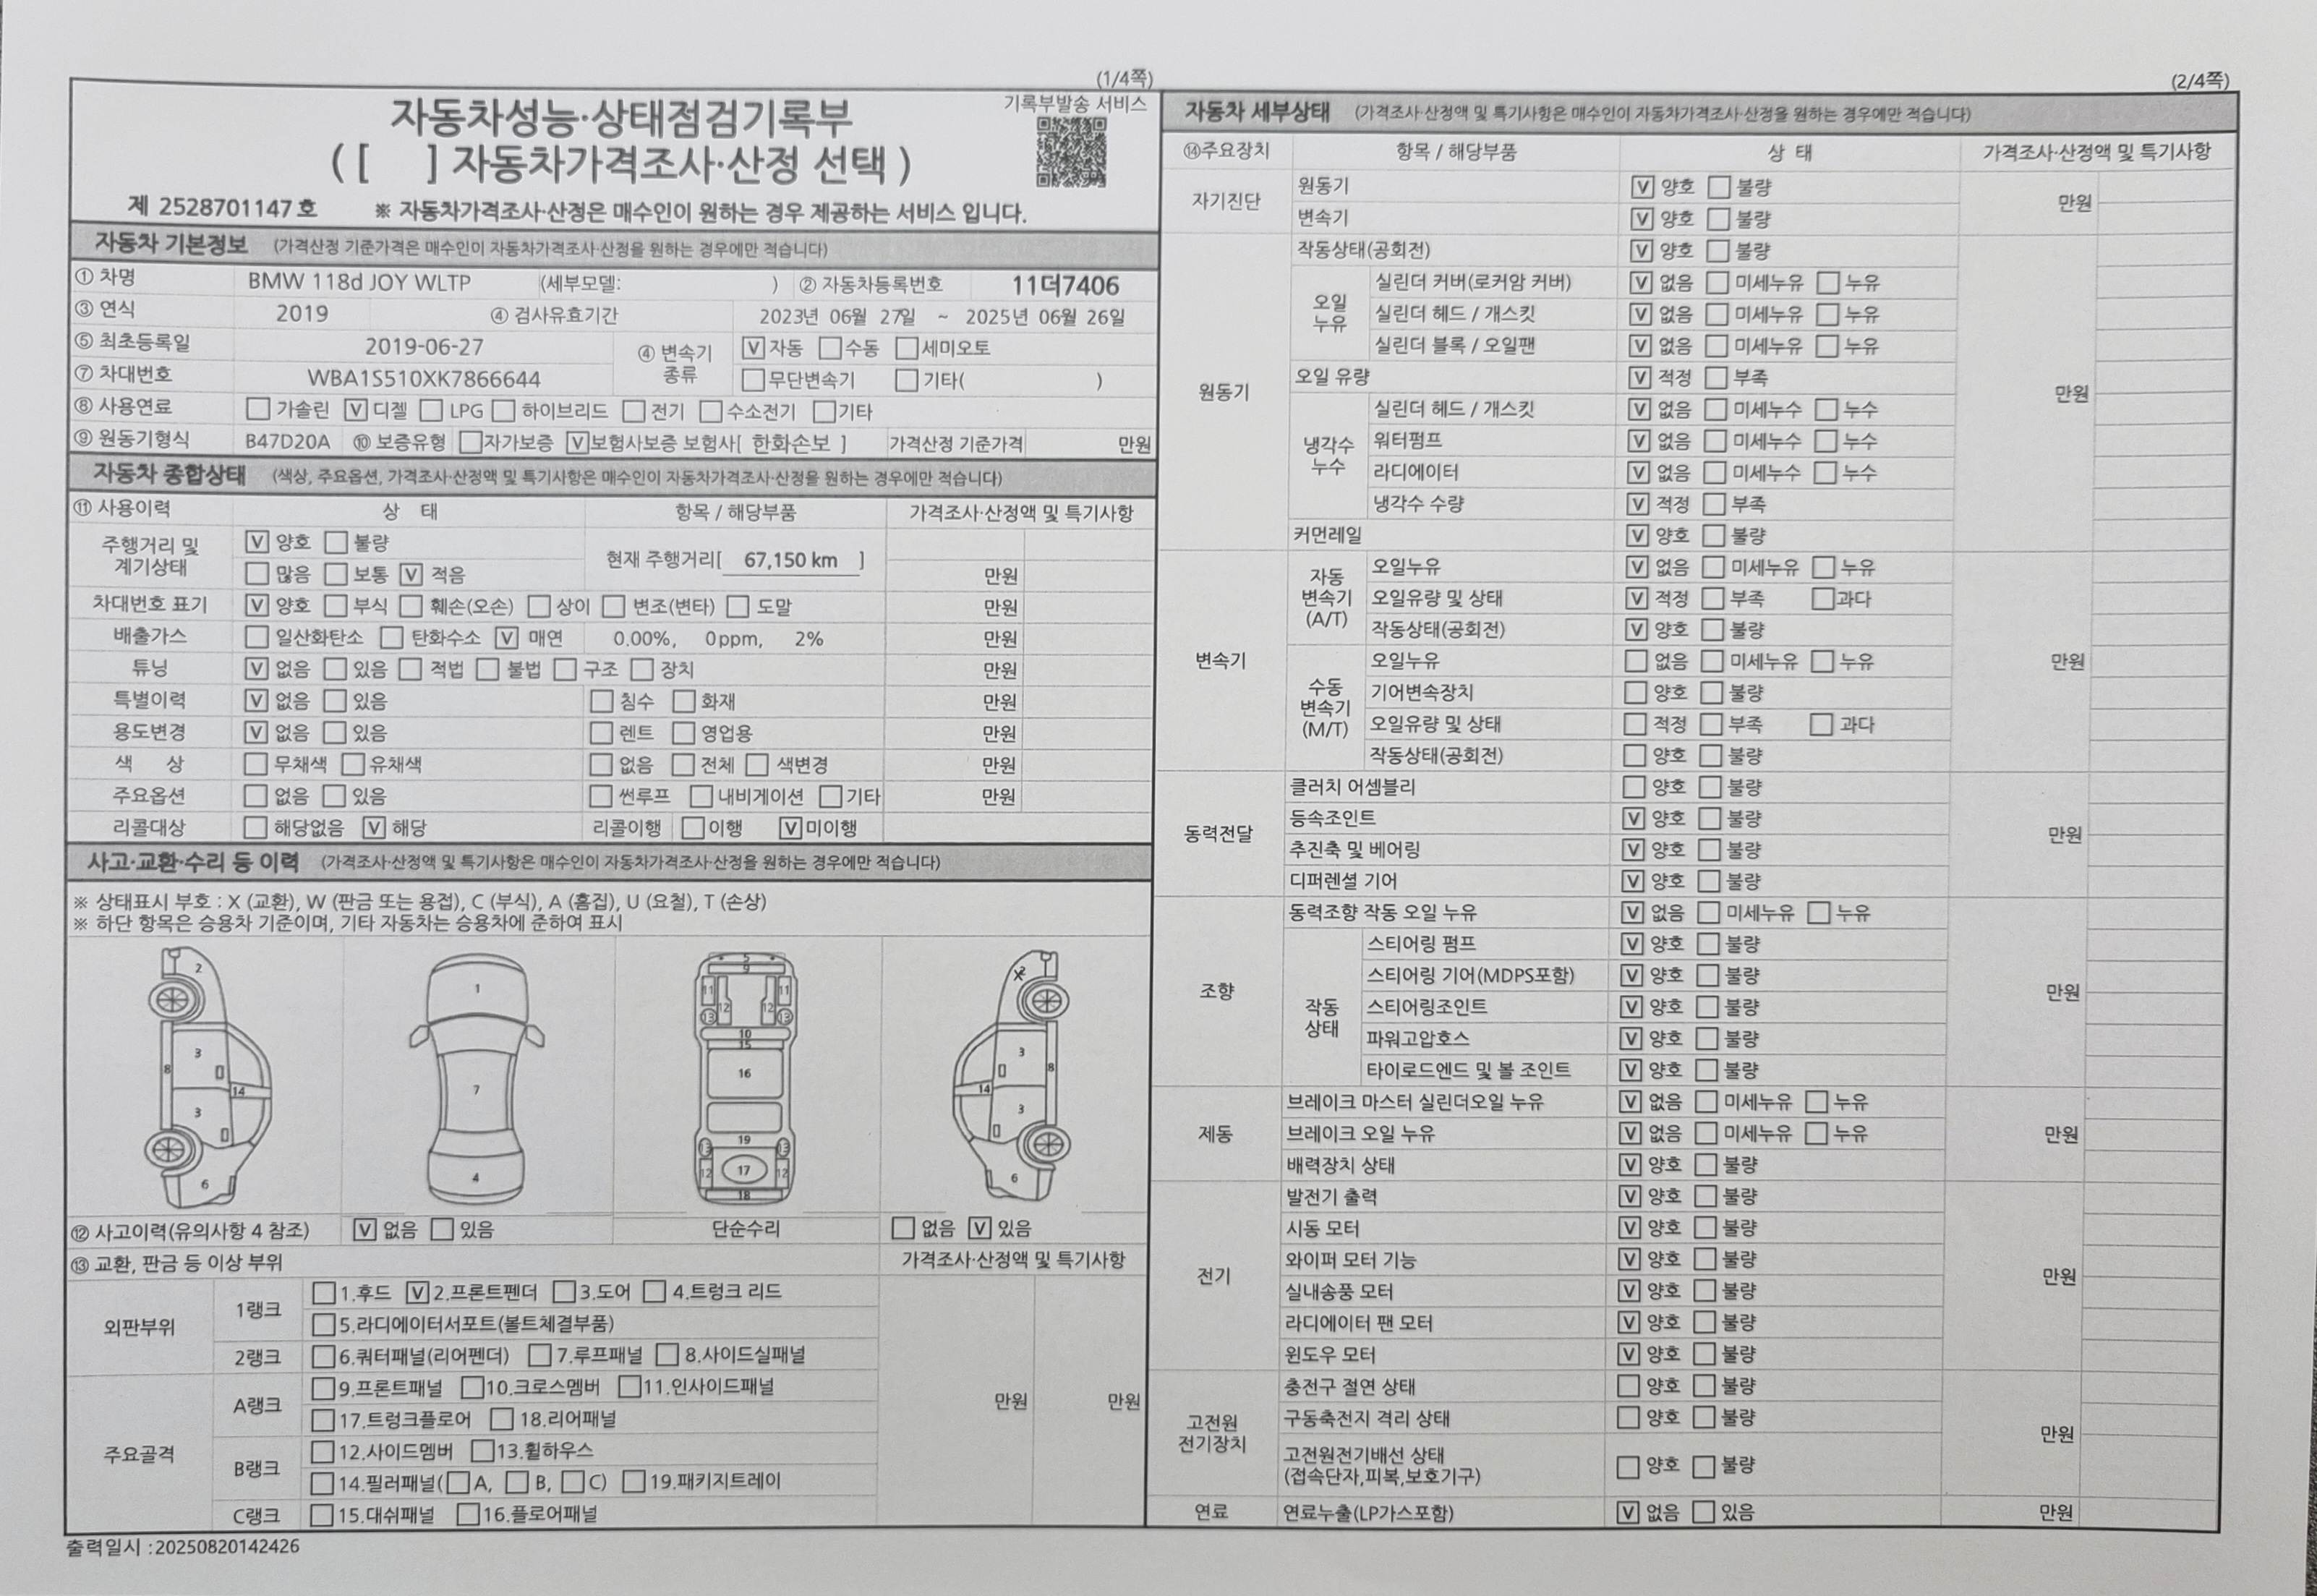 (1/4쪽)
자동차성능·상태점검기록부
기록부발송 서비스
( [ ] 자동차가격조사·산정 선택 )
제 2528701147 호 ※ 자동차가격조사·산정은 매수인이 원하는 경우 제공하는 서비스 입니다.
자동차 기본정보 (가격산정 기준가격은 매수인이 자동차가격조사·산정을 원하는 경우에만 적습니다)
① 차명 BMW 118d JOY WLTP (세부모델: ) ② 자동차등록번호 11더7406
③ 연식 2019 ④ 검사유효기간 2023년 06월 27일 ~ 2025년 06월 26일
⑤ 최초등록일 2019-06-27 ④ 변속기 종류 [V]자동 [ ]수동 [ ]세미오토
⑦ 차대번호 WBA1S510XK7866644 [ ]무단변속기 [ ]기타( )
⑧ 사용연료 [ ]가솔린 [V]디젤 [ ]LPG [ ]하이브리드 [ ]전기 [ ]수소전기 [ ]기타
⑨ 원동기형식 B47D20A ⑩ 보증유형 [ ]자가보증 [V]보험사보증 보험사[ 한화손보 ] 가격산정 기준가격 만원
자동차 종합상태 (색상, 주요옵션, 가격조사·산정액 및 특기사항은 매수인이 자동차가격조사·산정을 원하는 경우에만 적습니다)
⑪ 사용이력 상 태 항목 / 해당부품 가격조사·산정액 및 특기사항
주행거리 및 계기상태 [V] 양호 [ ] 불량 현재 주행거리[ 67,150 km ]
[ ] 많음 [ ] 보통 [V] 적음 만원
차대번호 표기 [V] 양호 [ ] 부식 [ ] 훼손(오손) [ ] 상이 [ ] 변조(변타) [ ] 도말 만원
배출가스 [ ] 일산화탄소 [ ] 탄화수소 [V] 매연 0.00%, 0ppm, 2% 만원
튜닝 [V] 없음 [ ] 있음 [ ] 적법 [ ] 불법 [ ] 구조 [ ] 장치 만원
특별이력 [V] 없음 [ ] 있음 [ ] 침수 [ ] 화재 만원
용도변경 [V] 없음 [ ] 있음 [ ] 렌트 [ ] 영업용 만원
색 상 [ ] 무채색 [ ] 유채색 [ ] 없음 [ ] 전체 [ ] 색변경 만원
주요옵션 [ ] 없음 [ ] 있음 [ ] 썬루프 [ ] 내비게이션 [ ] 기타 만원
리콜대상 [ ] 해당없음 [V] 해당 리콜이행 [ ] 이행 [V] 미이행
사고·교환·수리 등 이력 (가격조사·산정액 및 특기사항은 매수인이 자동차가격조사·산정을 원하는 경우에만 적습니다)
※ 상태표시 부호 : X (교환), W (판금 또는 용접), C (부식), A (흠집), U (요철), T (손상)
※ 하단 항목은 승용차 기준이며, 기타 자동차는 승용차에 준하여 표시
2 3 8 14 3 6
1 7 4
5 9 11 11 12 12 13 13 10 15 16 19 13 13 12 17 12 18
X 2 3 8 14 3 6
⑫ 사고이력(유의사항 4 참조) [V] 없음 [ ] 있음 단순수리 [ ] 없음 [V] 있음
⑬ 교환, 판금 등 이상 부위 가격조사·산정액 및 특기사항
외판부위 1랭크 [ ]1.후드 [V]2.프론트펜더 [ ]3.도어 [ ]4.트렁크 리드
[ ]5.라디에이터서포트(볼트체결부품)
2랭크 [ ]6.쿼터패널(리어펜더) [ ]7.루프패널 [ ]8.사이드실패널
주요골격 A랭크 [ ]9.프론트패널 [ ]10.크로스멤버 [ ]11.인사이드패널 만원 만원
[ ]17.트렁크플로어 [ ]18.리어패널
B랭크 [ ]12.사이드멤버 [ ]13.휠하우스
[ ]14.필러패널([ ]A, [ ]B, [ ]C) [ ]19.패키지트레이
C랭크 [ ]15.대쉬패널 [ ]16.플로어패널
출력일시 :20250820142426
(2/4쪽)
자동차 세부상태 (가격조사·산정액 및 특기사항은 매수인이 자동차가격조사·산정을 원하는 경우에만 적습니다)
⑭주요장치 항목 / 해당부품 상 태 가격조사·산정액 및 특기사항
자기진단 원동기 [V] 양호 [ ] 불량 만원
변속기 [V] 양호 [ ] 불량
원동기 작동상태(공회전) [V] 양호 [ ] 불량 만원
오일 누유 실린더 커버(로커암 커버) [V] 없음 [ ] 미세누유 [ ] 누유
실린더 헤드 / 개스킷 [V] 없음 [ ] 미세누유 [ ] 누유
실린더 블록 / 오일팬 [V] 없음 [ ] 미세누유 [ ] 누유
오일 유량 [V] 적정 [ ] 부족
냉각수 누수 실린더 헤드 / 개스킷 [V] 없음 [ ] 미세누수 [ ] 누수
워터펌프 [V] 없음 [ ] 미세누수 [ ] 누수
라디에이터 [V] 없음 [ ] 미세누수 [ ] 누수
냉각수 수량 [V] 적정 [ ] 부족
커먼레일 [V] 양호 [ ] 불량
변속기 자동 변속기 (A/T) 오일누유 [V] 없음 [ ] 미세누유 [ ] 누유 만원
오일유량 및 상태 [V] 적정 [ ] 부족 [ ] 과다
작동상태(공회전) [V] 양호 [ ] 불량
수동 변속기 (M/T) 오일누유 [ ] 없음 [ ] 미세누유 [ ] 누유
기어변속장치 [ ] 양호 [ ] 불량
오일유량 및 상태 [ ] 적정 [ ] 부족 [ ] 과다
작동상태(공회전) [ ] 양호 [ ] 불량
동력전달 클러치 어셈블리 [ ] 양호 [ ] 불량 만원
등속조인트 [V] 양호 [ ] 불량
추진축 및 베어링 [V] 양호 [ ] 불량
디퍼렌셜 기어 [V] 양호 [ ] 불량
조향 동력조향 작동 오일 누유 [V] 없음 [ ] 미세누유 [ ] 누유 만원
작동 상태 스티어링 펌프 [V] 양호 [ ] 불량
스티어링 기어(MDPS포함) [V] 양호 [ ] 불량
스티어링조인트 [V] 양호 [ ] 불량
파워고압호스 [V] 양호 [ ] 불량
타이로드엔드 및 볼 조인트 [V] 양호 [ ] 불량
제동 브레이크 마스터 실린더오일 누유 [V] 없음 [ ] 미세누유 [ ] 누유 만원
브레이크 오일 누유 [V] 없음 [ ] 미세누유 [ ] 누유
배력장치 상태 [V] 양호 [ ] 불량
전기 발전기 출력 [V] 양호 [ ] 불량 만원
시동 모터 [V] 양호 [ ] 불량
와이퍼 모터 기능 [V] 양호 [ ] 불량
실내송풍 모터 [V] 양호 [ ] 불량
라디에이터 팬 모터 [V] 양호 [ ] 불량
윈도우 모터 [V] 양호 [ ] 불량
고전원 전기장치 충전구 절연 상태 [ ] 양호 [ ] 불량 만원
구동축전지 격리 상태 [ ] 양호 [ ] 불량
고전원전기배선 상태 (접속단자,피복,보호기구) [ ] 양호 [ ] 불량
연료 연료누출(LP가스포함) [V] 없음 [ ] 있음 만원